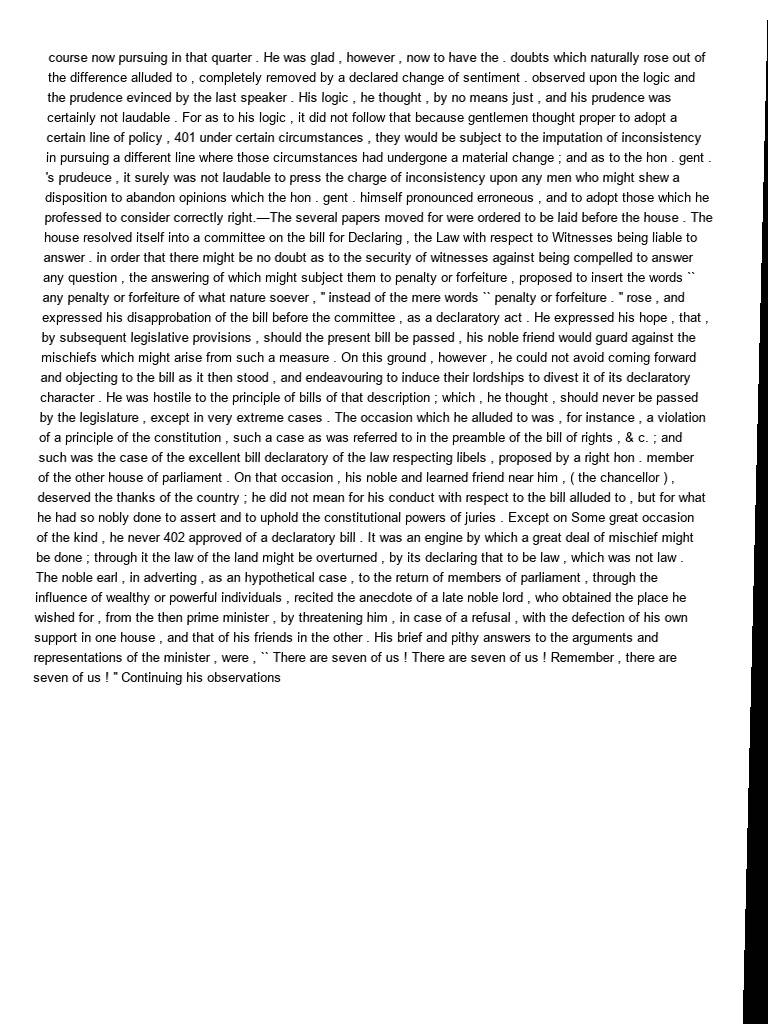 course now pursuing in that quarter . He was glad , however , now to have the . doubts which naturally rose out of
the difference alluded to , completely removed by a declared change of sentiment . observed upon the logic and
the prudence evinced by the last speaker . His logic , he thought , by no means just , and his prudence was
certainly not laudable . For as to his logic , it did not follow that because gentlemen thought proper to adopt a
certain line of policy , 401 under certain circumstances , they would be subject to the imputation of inconsistency
in pursuing a different line where those circumstances had undergone a material change ; and as to the hon . gent .
's prudeuce , it surely was not laudable to press the charge of inconsistency upon any men who might shew a
disposition to abandon opinions which the hon . gent . himself pronounced erroneous , and to adopt those which he
professed to consider correctly right.—The several papers moved for were ordered to be laid before the house . The
house resolved itself into a committee on the bill for Declaring , the Law with respect to Witnesses being liable to
answer . in order that there might be no doubt as to the security of witnesses against being compelled to answer
any question , the answering of which might subject them to penalty or forfeiture , proposed to insert the words ``
any penalty or forfeiture of what nature soever , " instead of the mere words `` penalty or forfeiture . " rose , and
expressed his disapprobation of the bill before the committee , as a declaratory act . He expressed his hope , that ,
by subsequent legislative provisions , should the present bill be passed , his noble friend would guard against the
mischiefs which might arise from such a measure . On this ground , however , he could not avoid coming forward
and objecting to the bill as it then stood , and endeavouring to induce their lordships to divest it of its declaratory
character . He was hostile to the principle of bills of that description ; which , he thought , should never be passed
by the legislature , except in very extreme cases . The occasion which he alluded to was , for instance , a violation
of a principle of the constitution , such a case as was referred to in the preamble of the bill of rights , & c. ; and
such was the case of the excellent bill declaratory of the law respecting libels , proposed by a right hon . member
of the other house of parliament . On that occasion , his noble and learned friend near him , ( the chancellor ) ,
deserved the thanks of the country ; he did not mean for his conduct with respect to the bill alluded to , but for what
he had so nobly done to assert and to uphold the constitutional powers of juries . Except on Some great occasion
of the kind , he never 402 approved of a declaratory bill . It was an engine by which a great deal of mischief might
be done ; through it the law of the land might be overturned , by its declaring that to be law , which was not law .
The noble earl , in adverting , as an hypothetical case , to the return of members of parliament , through the
influence of wealthy or powerful individuals , recited the anecdote of a late noble lord , who obtained the place he
wished for , from the then prime minister , by threatening him , in case of a refusal , with the defection of his own
support in one house , and that of his friends in the other . His brief and pithy answers to the arguments and
representations of the minister , were , `` There are seven of us ! There are seven of us ! Remember , there are
seven of us ! " Continuing his observations